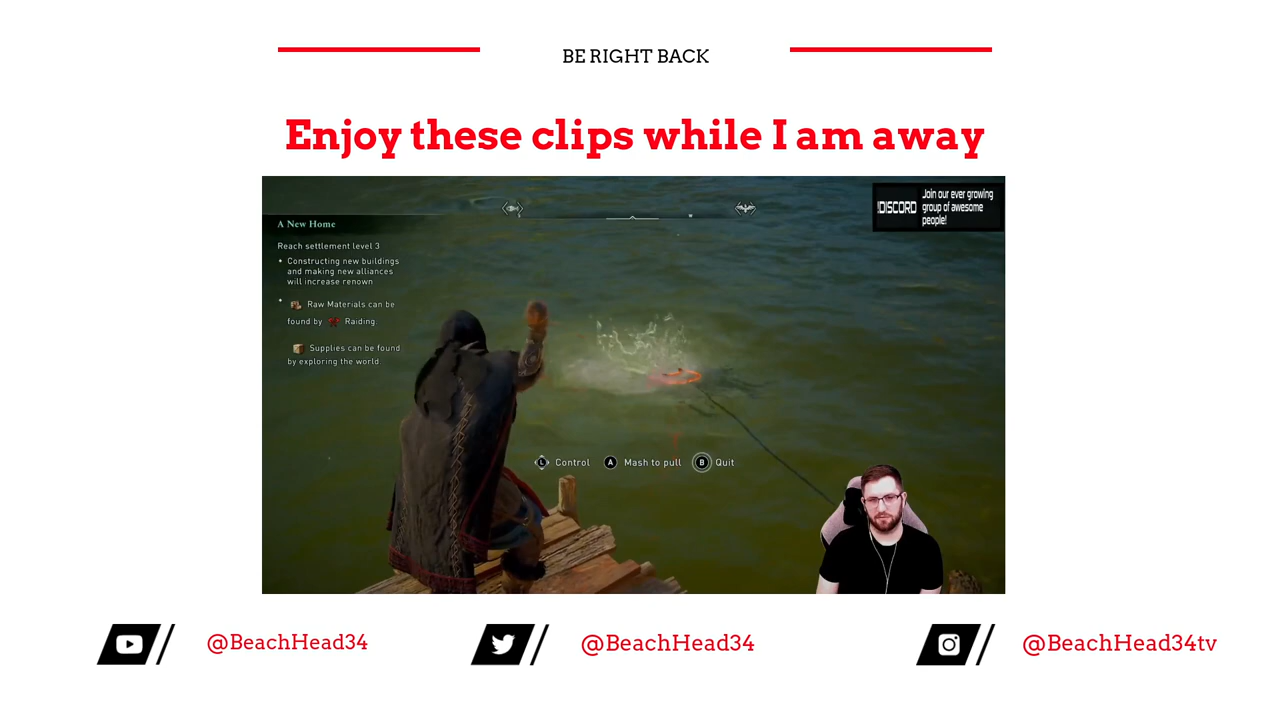 BE RIGHT BACK
Enjoy these clips while I am away
!DISCORD
Join our ever growing
group of awesome
people!
A New Home
Reach settlement level 3
• Constructing new buildings
and making new alliances
will increase renown
• Raw Materials can be
found by Raiding.
Supplies can be found
by exploring the world.
L Control A Mash to pull B Quit
@BeachHead34
@BeachHead34
@BeachHead34tv